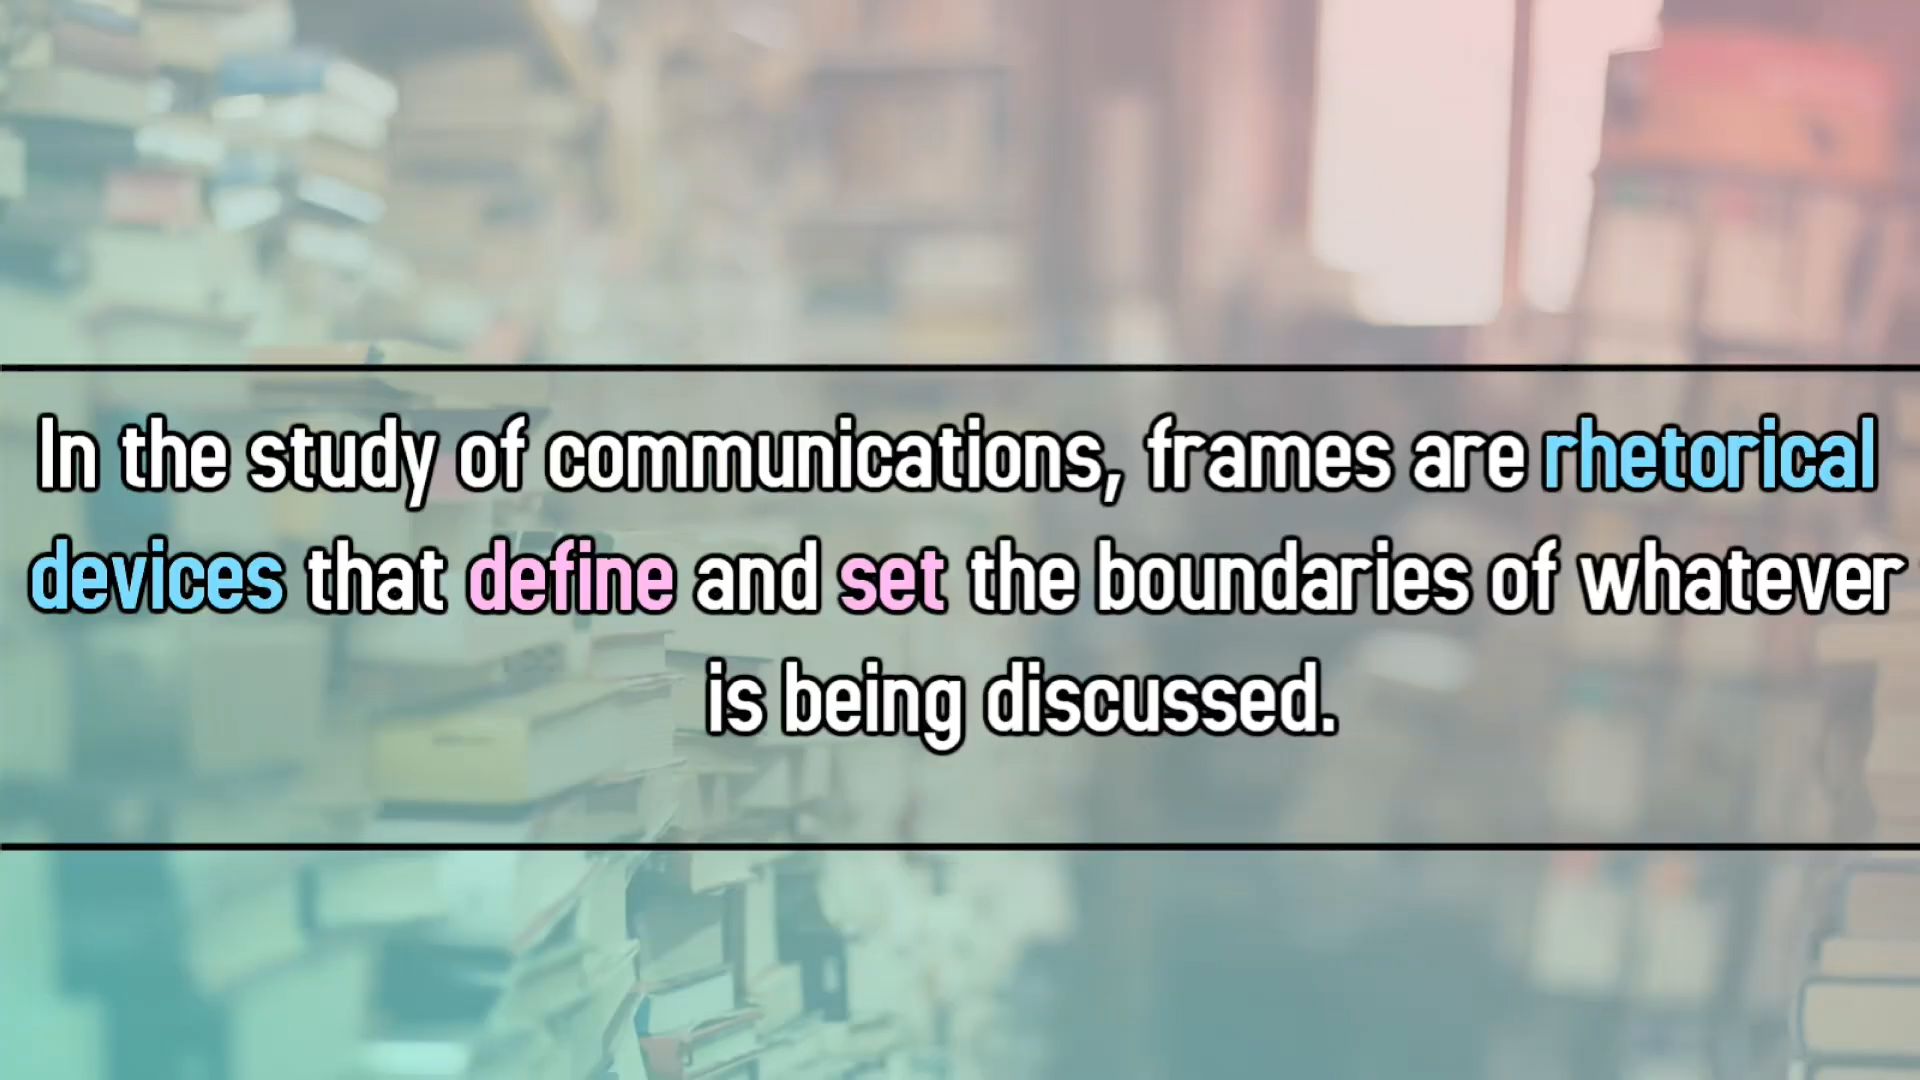 In the study of communications, frames are rhetorical
devices that define and set the boundaries of whatever
is being discussed.